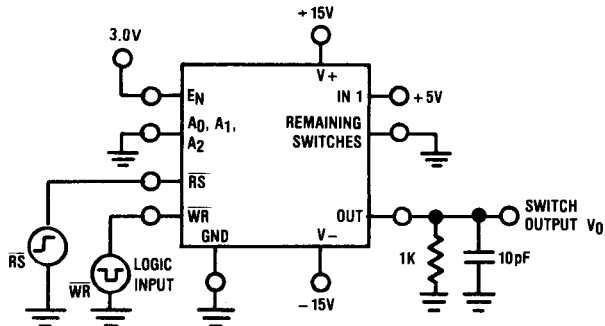 +15V
3.0V
V+
EN
IN 1
+5V
A0, A1,
A2
REMAINING
SWITCHES
RS
WR
OUT
SWITCH
OUTPUT VO
GND
V−
RS
WR
LOGIC
INPUT
1K
10pF
−15V